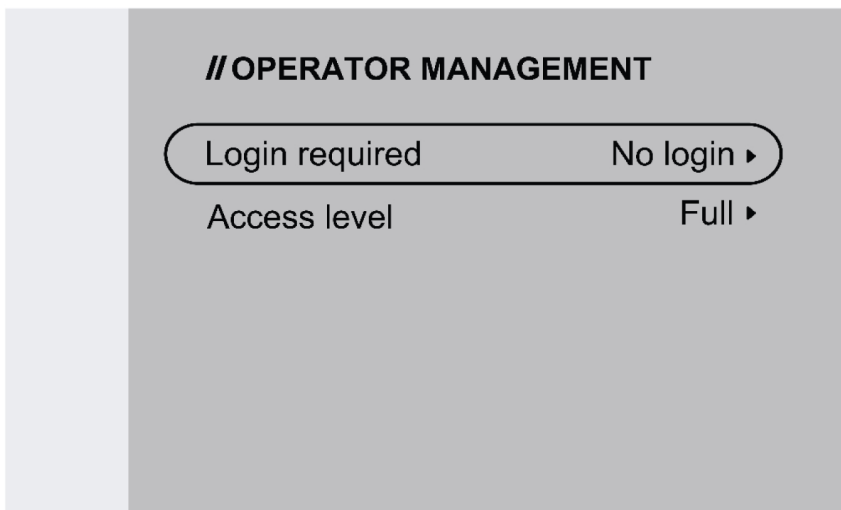 // OPERATOR MANAGEMENT
Login required No login ▸
Access level Full ▸